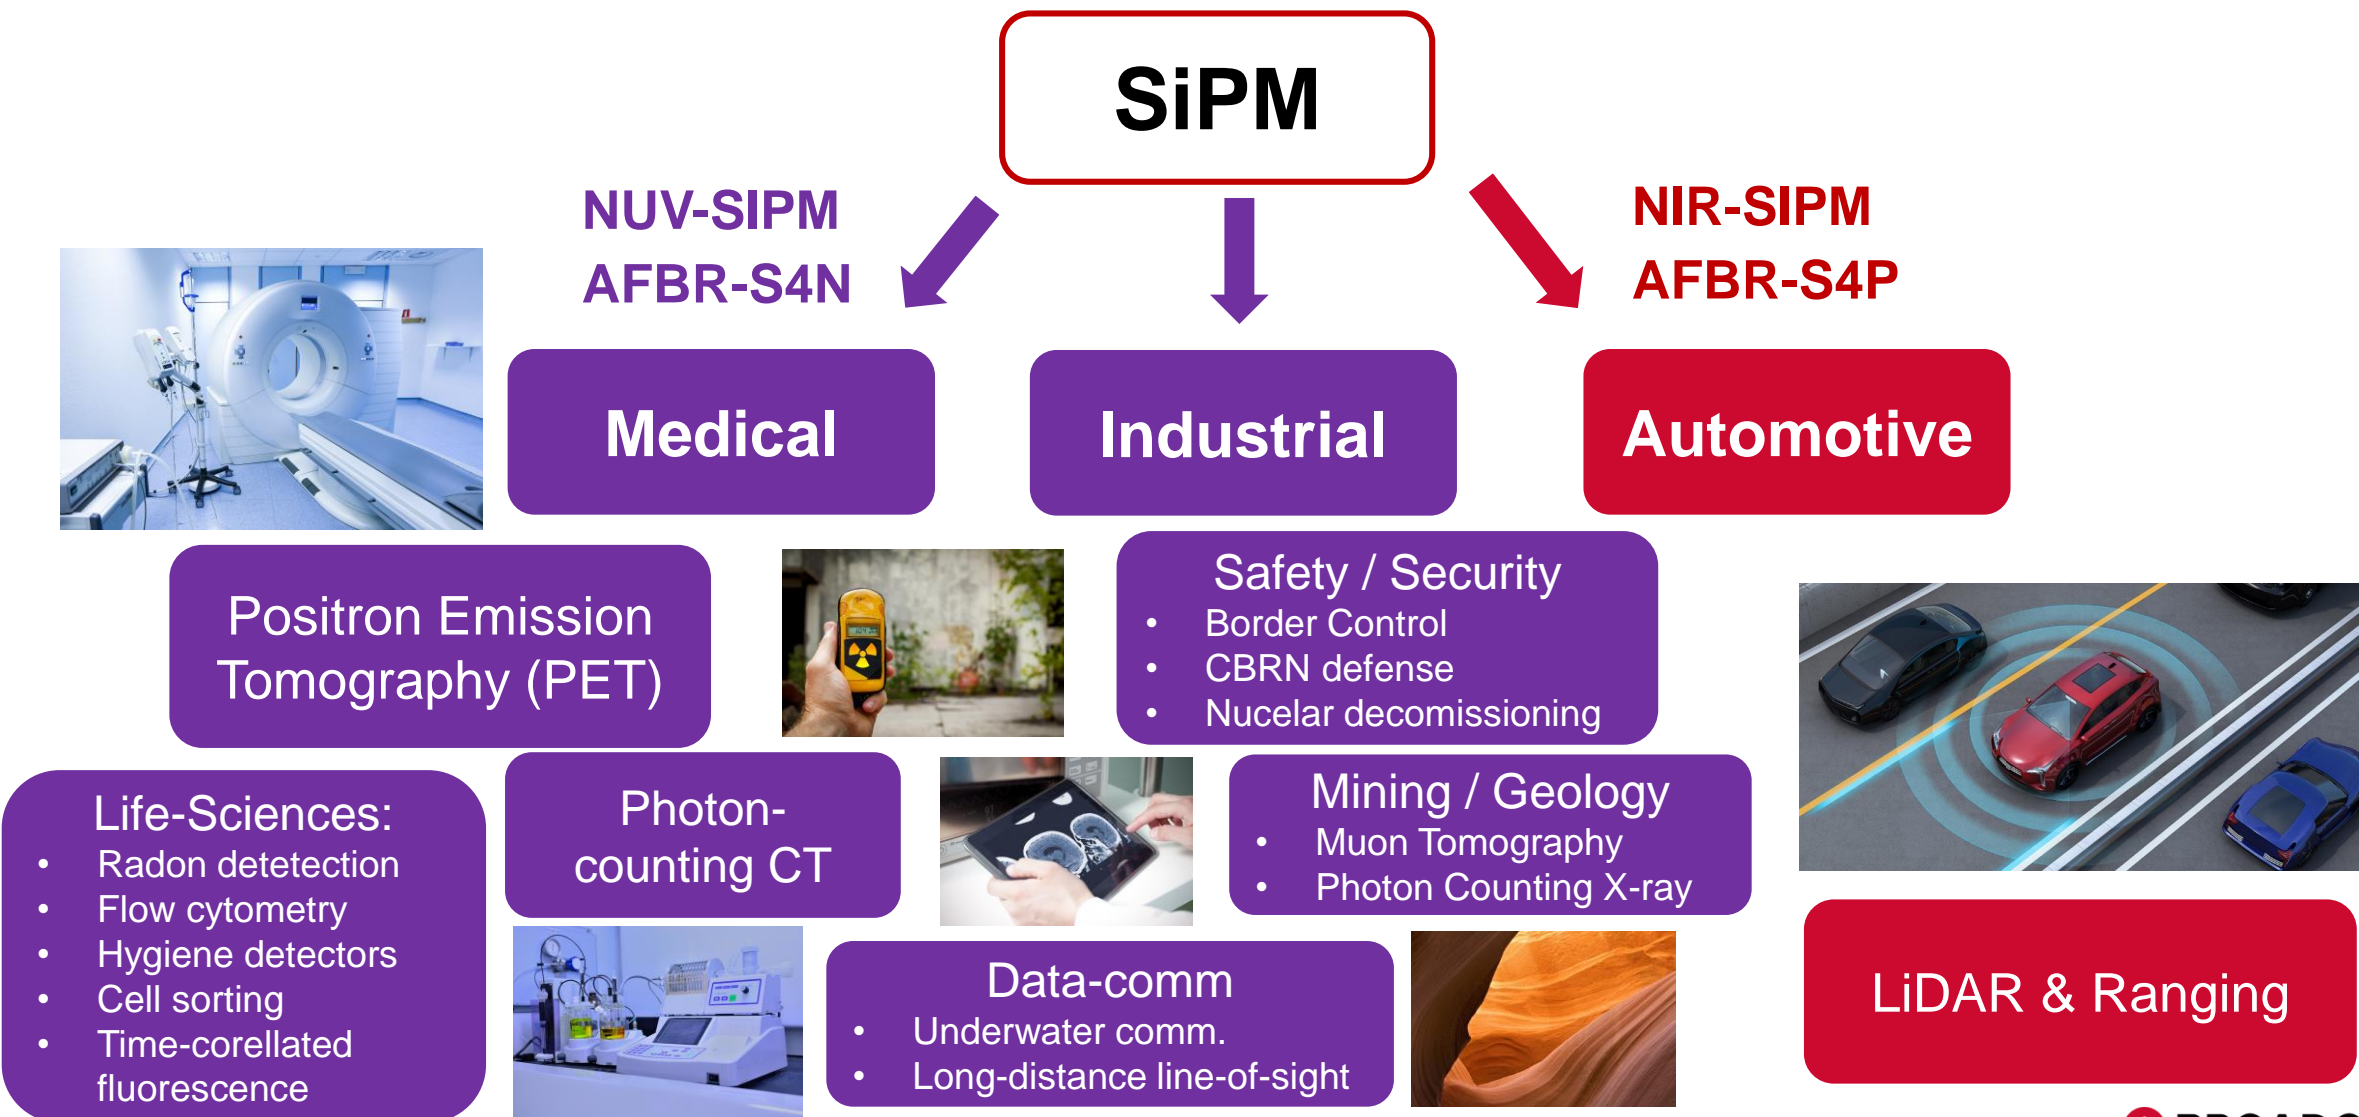 SiPM
NUV-SIPM
AFBR-S4N
NIR-SIPM
AFBR-S4P
Medical
Industrial
Automotive
Positron Emission
Tomography (PET)
Safety / Security
• Border Control
• CBRN defense
• Nucelar decomissioning
Life-Sciences:
• Radon detetection
• Flow cytometry
• Hygiene detectors
• Cell sorting
• Time-corellated
fluorescence
Photon-
counting CT
Mining / Geology
• Muon Tomography
• Photon Counting X-ray
Data-comm
• Underwater comm.
• Long-distance line-of-sight
LiDAR & Ranging